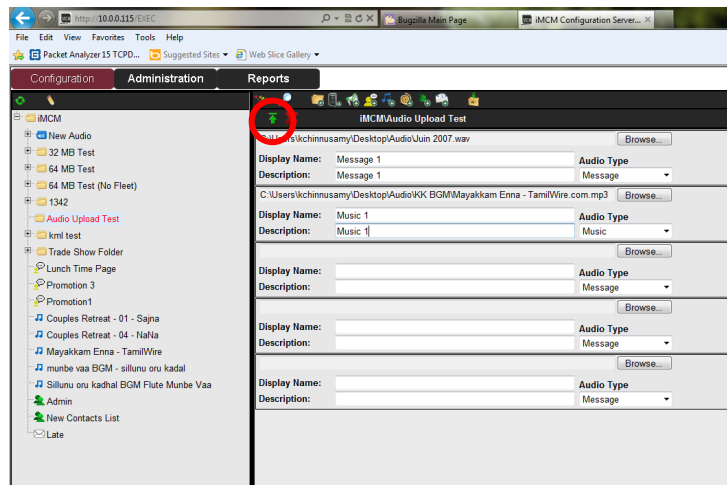 http://10.0.0.115/EXEC
Bugzilla Main Page
iMCM Configuration Server...
File Edit View Favorites Tools Help
Packet Analyzer 15 TCPD... Suggested Sites Web Slice Gallery
Configuration Administration Reports
iMCM\Audio Upload Test
iMCM
New Audio
32 MB Test
64 MB Test
64 MB Test (No Fleet)
1342
Audio Upload Test
kml test
Trade Show Folder
Lunch Time Page
Promotion 3
Promotion1
Couples Retreat - 01 - Sajna
Couples Retreat - 04 - NaNa
Mayakkam Enna - TamilWire
munbe vaa BGM - sillunu oru kadal
Sillunu oru kadhal BGM Flute Munbe Vaa
Admin
New Contacts List
Late
C:\Users\kchinnusamy\Desktop\Audio\Juin 2007.wav Browse...
Display Name: Message 1 Audio Type
Description: Message 1 Message
C:\Users\kchinnusamy\Desktop\Audio\KK BGM\Mayakkam Enna - TamilWire.com.mp3 Browse...
Display Name: Music 1 Audio Type
Description: Music 1 Music
Browse...
Display Name: Audio Type
Description: Message
Browse...
Display Name: Audio Type
Description: Message
Browse...
Display Name: Audio Type
Description: Message